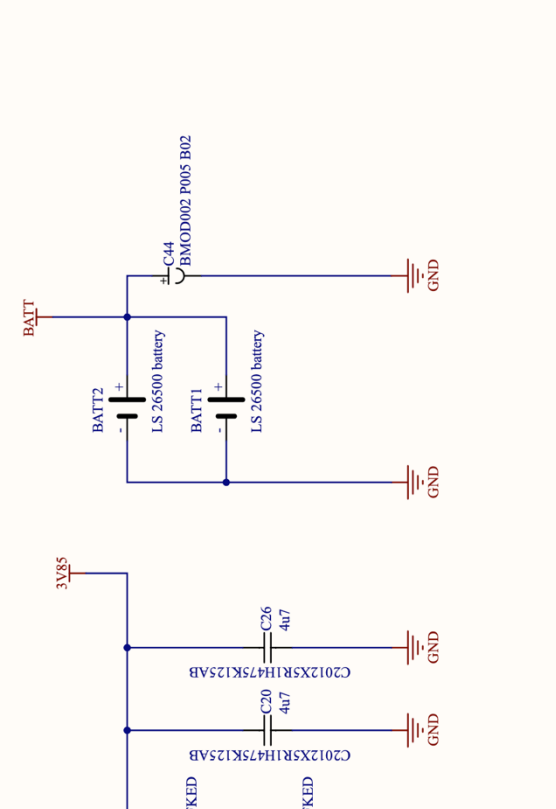 C44
BMOD002 P005 B02
GND
BATT
BATT2
+
-
LS 26500 battery
BATT1
+
-
LS 26500 battery
GND
3V85
C26
4u7
C2012X5R1H475K125AB
GND
C20
4u7
C2012X5R1H475K125AB
GND